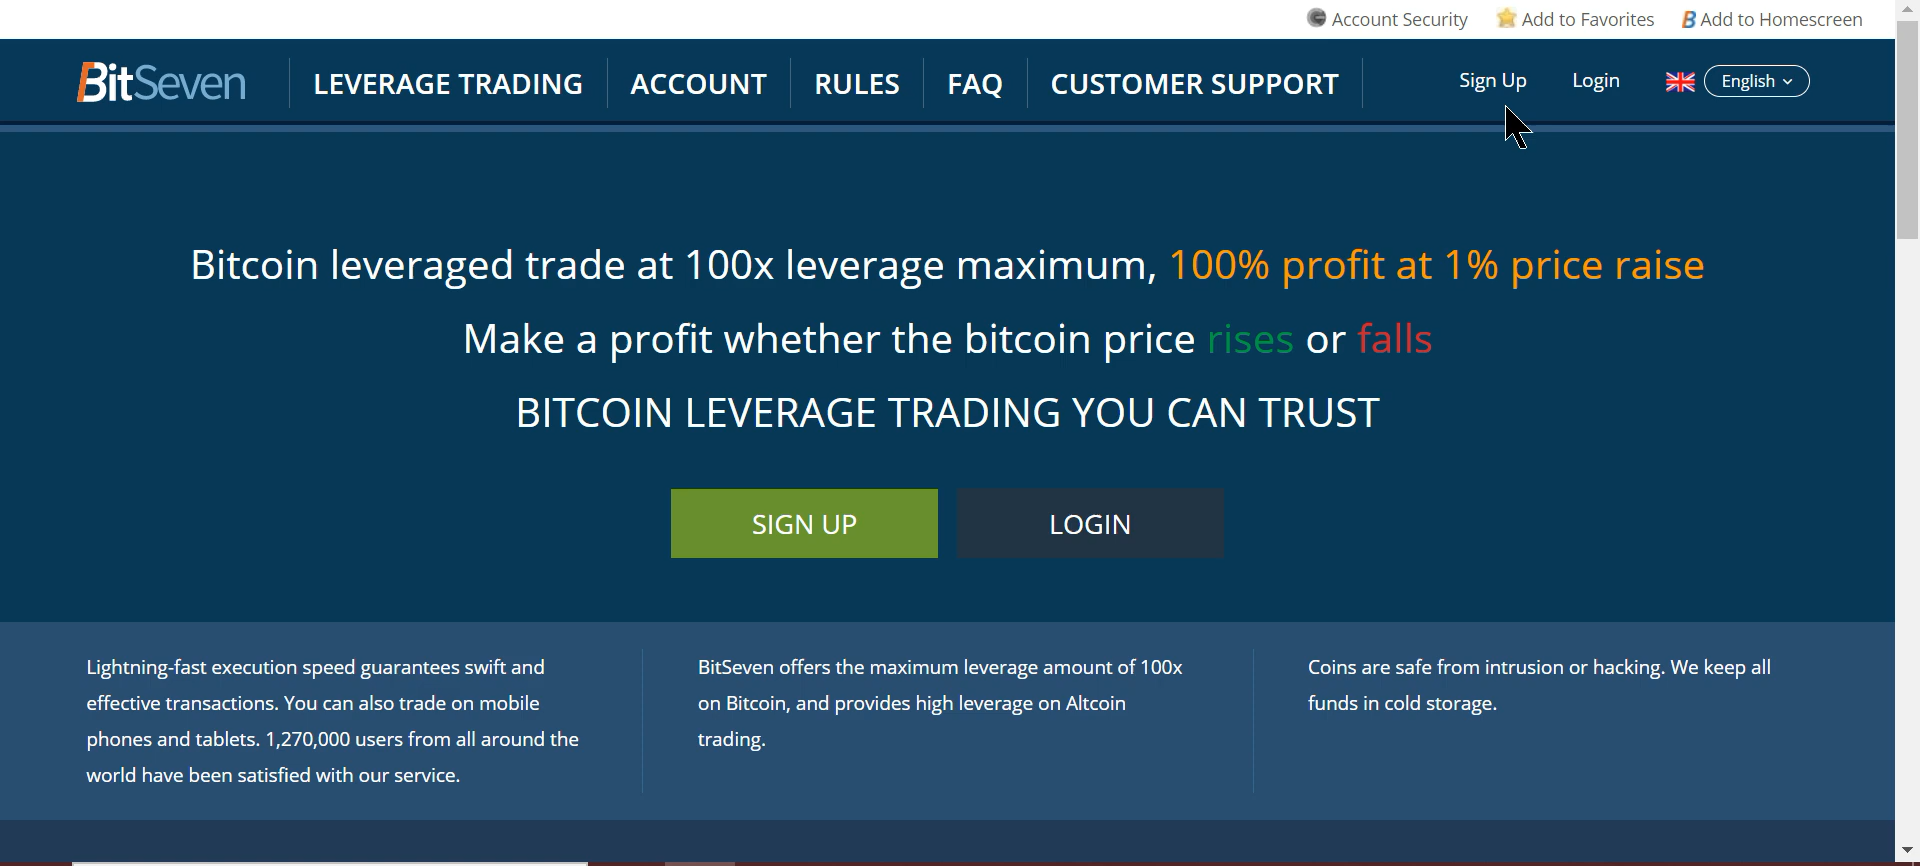 Account Security Add to Favorites Add to Homescreen
BitSeven LEVERAGE TRADING ACCOUNT RULES FAQ CUSTOMER SUPPORT Sign Up Login English
Bitcoin leveraged trade at 100x leverage maximum, 100% profit at 1% price raise
Make a profit whether the bitcoin price rises or falls
BITCOIN LEVERAGE TRADING YOU CAN TRUST
SIGN UP LOGIN
Lightning-fast execution speed guarantees swift and
effective transactions. You can also trade on mobile
phones and tablets. 1,270,000 users from all around the
world have been satisfied with our service.
BitSeven offers the maximum leverage amount of 100x
on Bitcoin, and provides high leverage on Altcoin
trading.
Coins are safe from intrusion or hacking. We keep all
funds in cold storage.